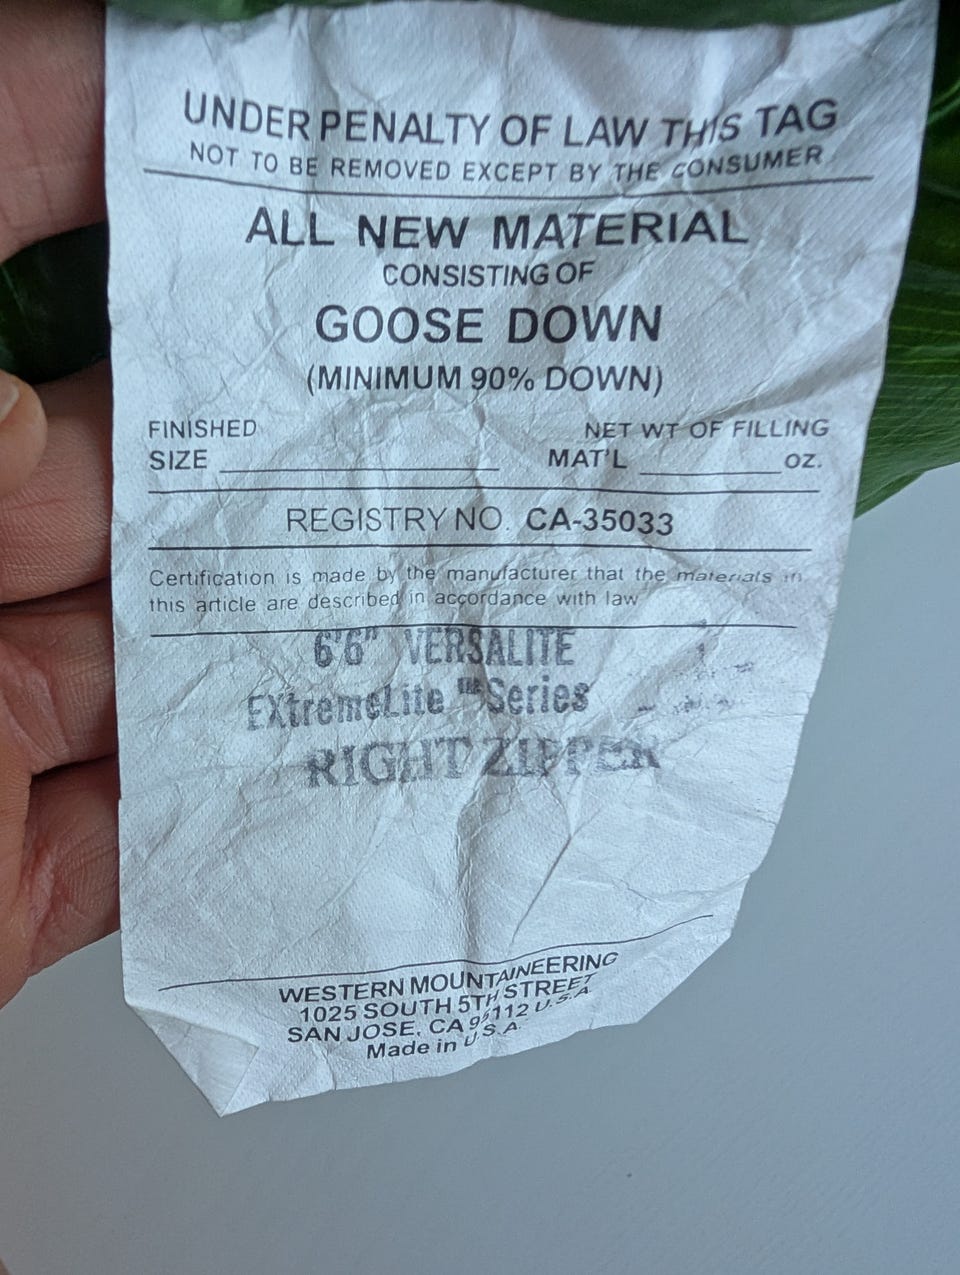 UNDER PENALTY OF LAW THIS TAG
NOT TO BE REMOVED EXCEPT BY THE CONSUMER
ALL NEW MATERIAL
CONSISTING OF
GOOSE DOWN
(MINIMUM 90% DOWN)
FINISHED
SIZE
NET WT OF FILLING
MAT'L OZ.
REGISTRY NO. CA-35033
Certification is made by the manufacturer that the materials in
this article are described in accordance with law
6'6" VERSALITE
EXtremeLite ™ Series
RIGHT ZIPPER
WESTERN MOUNTAINEERING
1025 SOUTH 5TH STREET
SAN JOSE, CA 95112 U.S.A
Made in U.S.A.